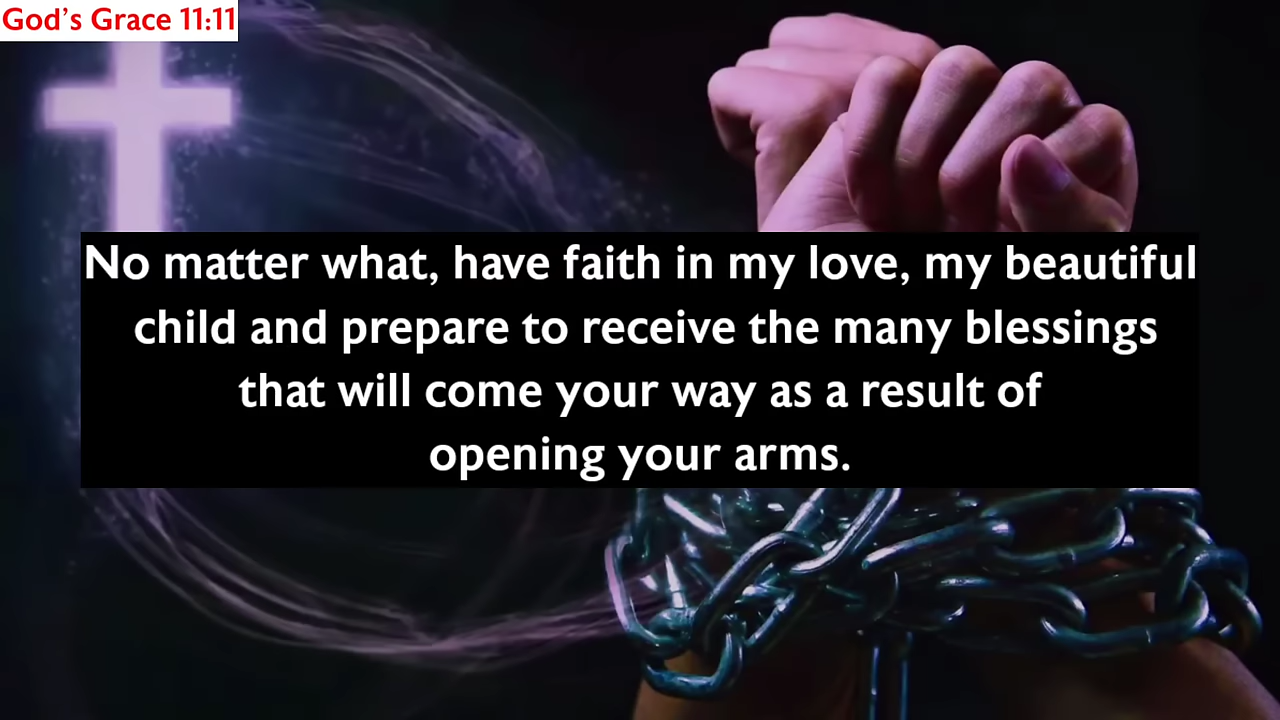 God's Grace 11:11
No matter what, have faith in my love, my beautiful
child and prepare to receive the many blessings
that will come your way as a result of
opening your arms.